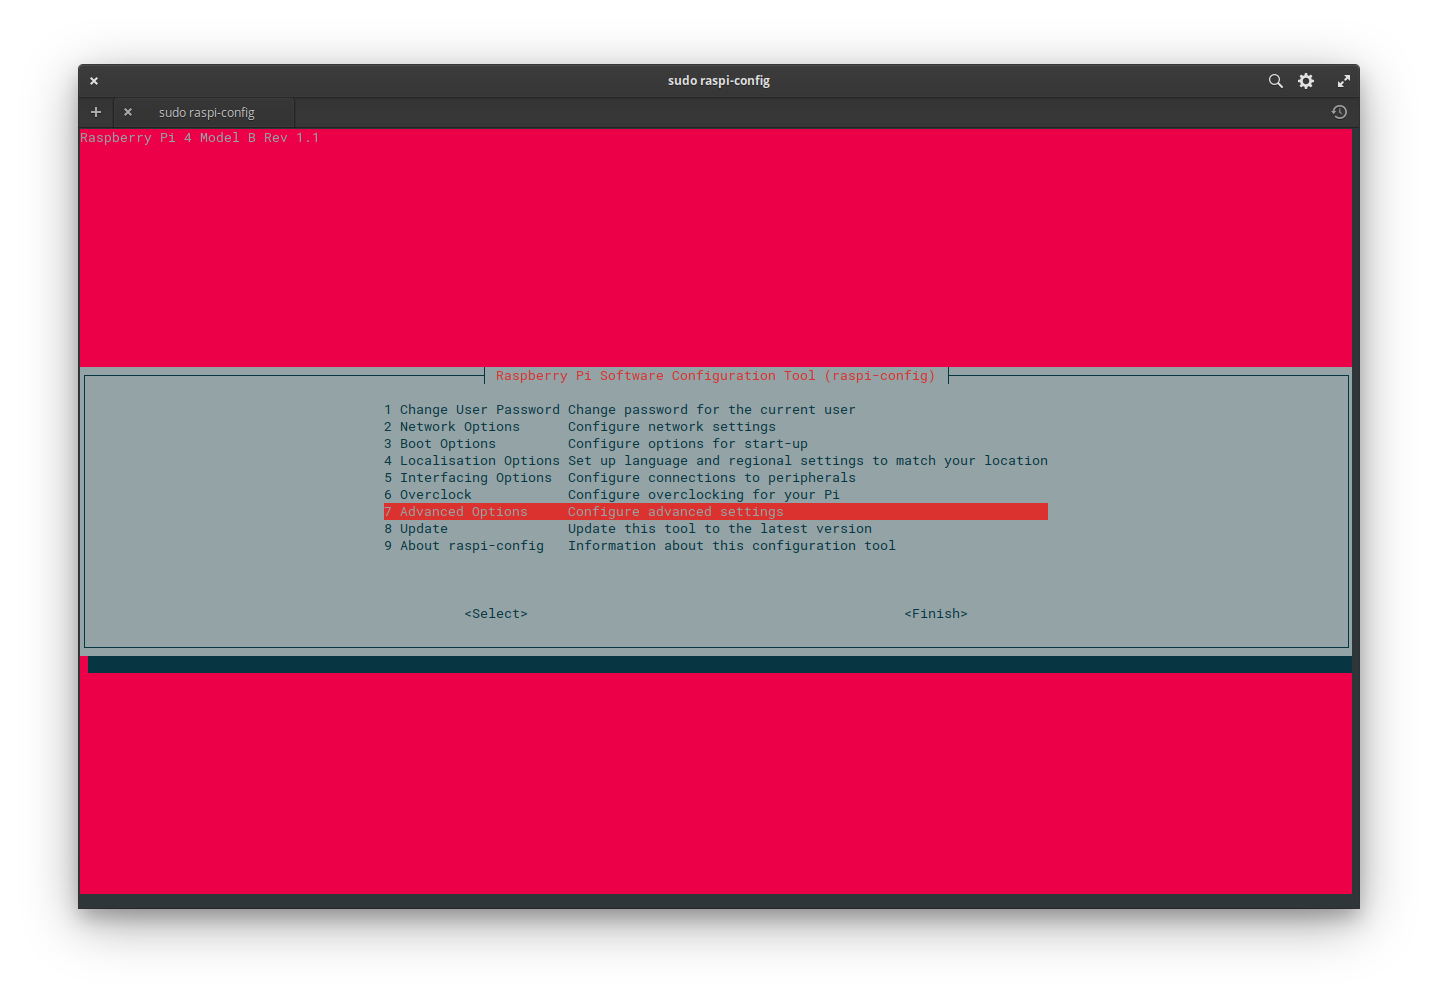 sudo raspi-config
sudo raspi-config
Raspberry Pi 4 Model B Rev 1.1
Raspberry Pi Software Configuration Tool (raspi-config)
1 Change User Password Change password for the current user
2 Network Options Configure network settings
3 Boot Options Configure options for start-up
4 Localisation Options Set up language and regional settings to match your location
5 Interfacing Options Configure connections to peripherals
6 Overclock Configure overclocking for your Pi
7 Advanced Options Configure advanced settings
8 Update Update this tool to the latest version
9 About raspi-config Information about this configuration tool
<Select> <Finish>